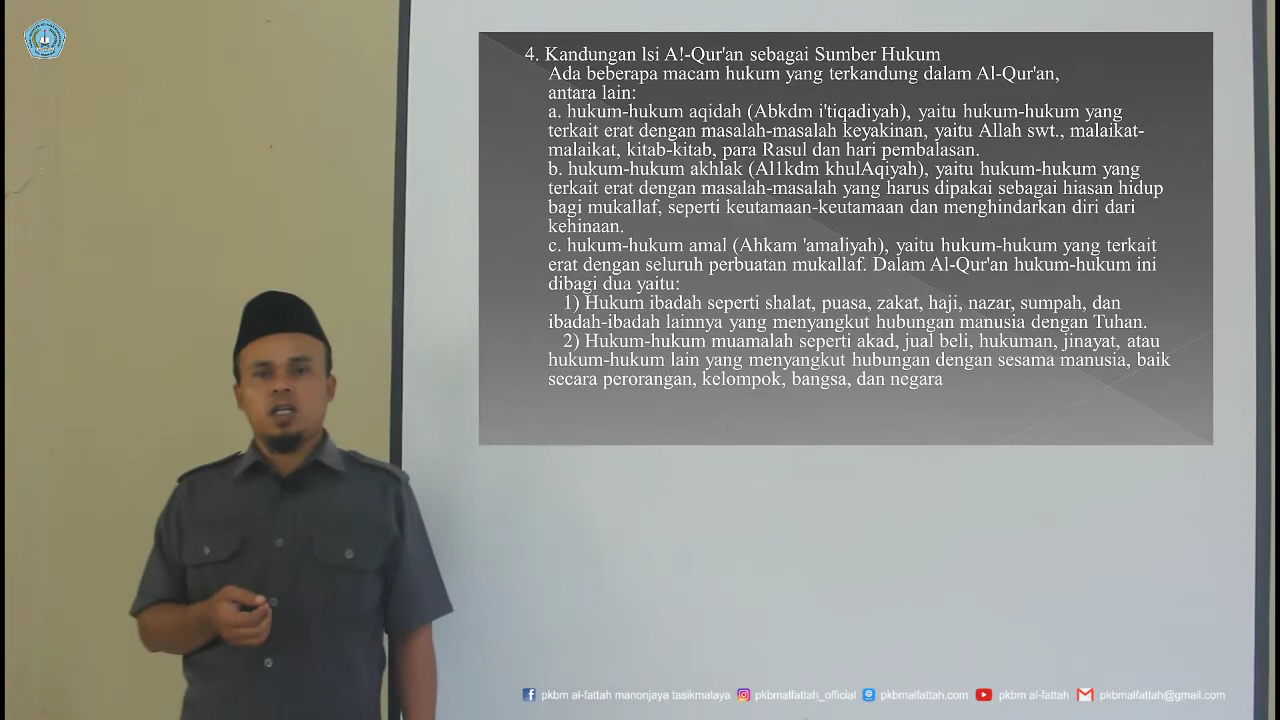 4. Kandungan lsi A!-Qur'an sebagai Sumber Hukum
Ada beberapa macam hukum yang terkandung dalam Al-Qur'an,
antara lain:
a. hukum-hukum aqidah (Abkdm i'tiqadiyah), yaitu hukum-hukum yang
terkait erat dengan masalah-masalah keyakinan, yaitu Allah swt., malaikat-
malaikat, kitab-kitab, para Rasul dan hari pembalasan.
b. hukum-hukum akhlak (Al1kdm khulAqiyah), yaitu hukum-hukum yang
terkait erat dengan masalah-masalah yang harus dipakai sebagai hiasan hidup
bagi mukallaf, seperti keutamaan-keutamaan dan menghindarkan diri dari
kehinaan.
c. hukum-hukum amal (Ahkam 'amaliyah), yaitu hukum-hukum yang terkait
erat dengan seluruh perbuatan mukallaf. Dalam Al-Qur'an hukum-hukum ini
dibagi dua yaitu:
1) Hukum ibadah seperti shalat, puasa, zakat, haji, nazar, sumpah, dan
ibadah-ibadah lainnya yang menyangkut hubungan manusia dengan Tuhan.
2) Hukum-hukum muamalah seperti akad, jual beli, hukuman, jinayat, atau
hukum-hukum lain yang menyangkut hubungan dengan sesama manusia, baik
secara perorangan, kelompok, bangsa, dan negara
pkbm al-fattah manonjaya tasikmalaya pkbmalfattah_official pkbmalfattah.com pkbm al-fattah pkbmalfattah@gmail.com